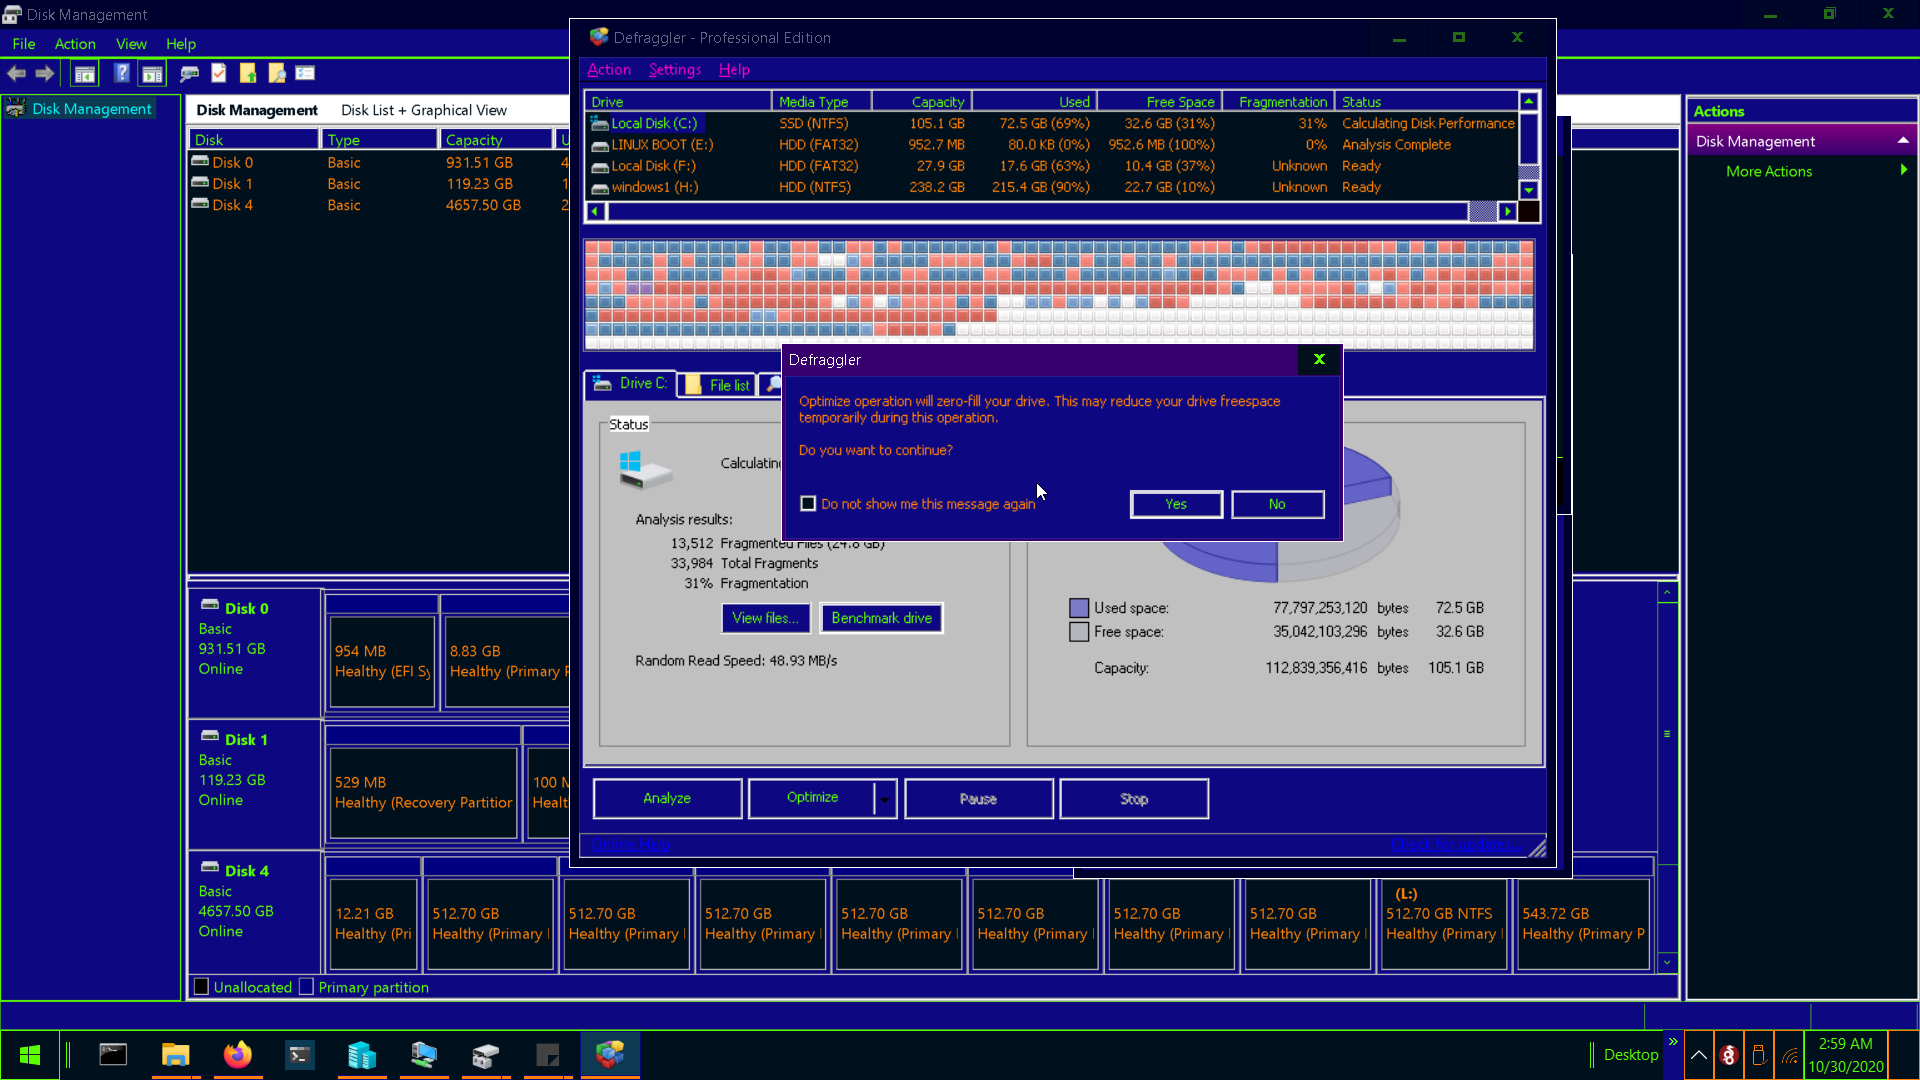 Disk Management
File Action View Help
Disk Management
Disk Management Disk List + Graphical View
Disk Type Capacity U
Disk 0 Basic 931.51 GB 4
Disk 1 Basic 119.23 GB 1
Disk 4 Basic 4657.50 GB 2
Defraggler - Professional Edition
Action Settings Help
Drive Media Type Capacity Used Free Space Fragmentation Status
Local Disk (C:) SSD (NTFS) 105.1 GB 72.5 GB (69%) 32.6 GB (31%) 31% Calculating Disk Performance
LINUX BOOT (E:) HDD (FAT32) 952.7 MB 80.0 KB (0%) 952.6 MB (100%) 0% Analysis Complete
Local Disk (F:) HDD (FAT32) 27.9 GB 17.6 GB (63%) 10.4 GB (37%) Unknown Ready
windows1 (H:) HDD (NTFS) 238.2 GB 215.4 GB (90%) 22.7 GB (10%) Unknown Ready
Drive C: File list
Defraggler
Optimize operation will zero-fill your drive. This may reduce your drive freespace
temporarily during this operation.
Do you want to continue?
Do not show me this message again
Yes No
Status
Calculating
Analysis results:
13,512 Fragmented Files (24.8 GB)
33,984 Total Fragments
31% Fragmentation
View files... Benchmark drive
Random Read Speed: 48.93 MB/s
Used space: 77,797,253,120 bytes 72.5 GB
Free space: 35,042,103,296 bytes 32.6 GB
Capacity: 112,839,356,416 bytes 105.1 GB
Analyze Optimize Pause Stop
Online Help Check for updates...
Actions
Disk Management
More Actions
Disk 0
Basic
931.51 GB
Online
954 MB
Healthy (EFI Sy
8.83 GB
Healthy (Primary P
Disk 1
Basic
119.23 GB
Online
529 MB
Healthy (Recovery Partitior
100 M
Healt
Disk 4
Basic
4657.50 GB
Online
12.21 GB
Healthy (Pri
512.70 GB
Healthy (Primary
512.70 GB
Healthy (Primary
512.70 GB
Healthy (Primary
512.70 GB
Healthy (Primary
512.70 GB
Healthy (Primary
512.70 GB
Healthy (Primary
512.70 GB
Healthy (Primary
(L:)
512.70 GB NTFS
Healthy (Primary
543.72 GB
Healthy (Primary P
Unallocated Primary partition
Desktop
2:59 AM
10/30/2020